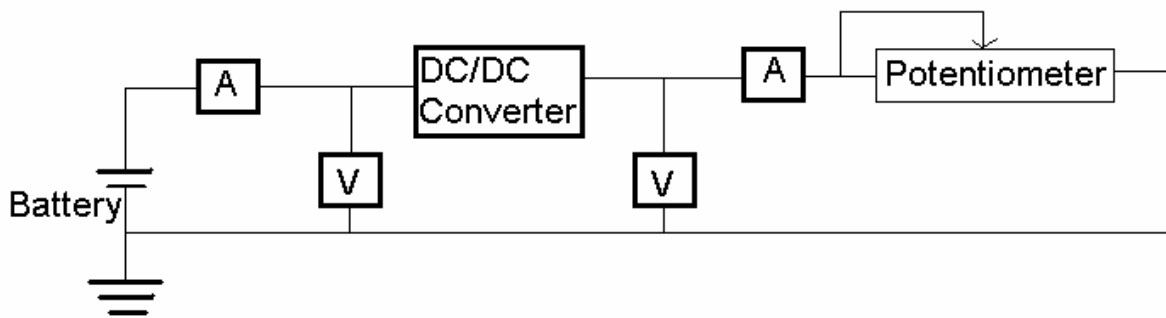 A
DC/DC
Converter
A
Potentiometer
V
V
Battery